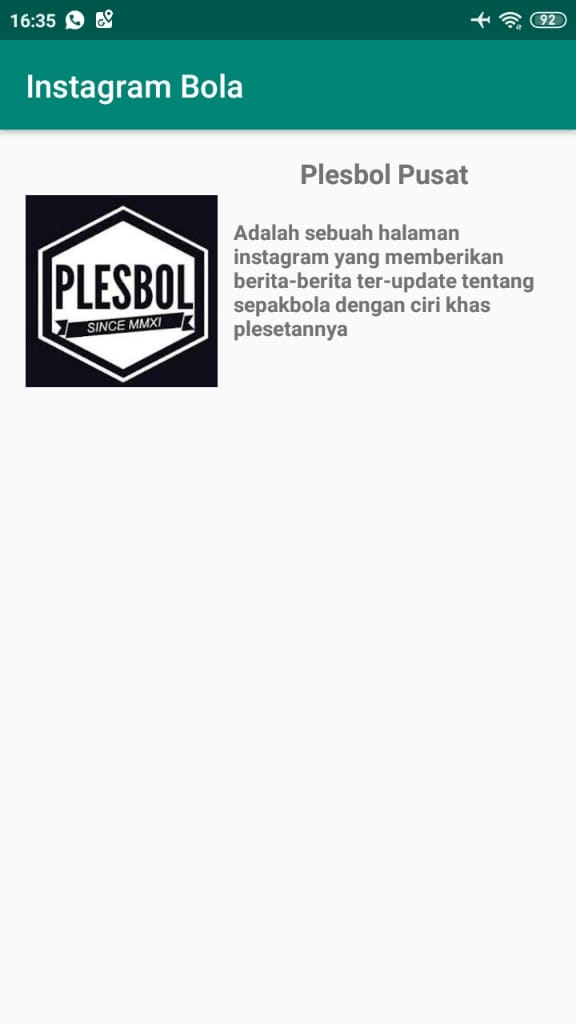 16:35
92
Instagram Bola
Plesbol Pusat
PLESBOL
SINCE MMXI
Adalah sebuah halaman
instagram yang memberikan
berita-berita ter-update tentang
sepakbola dengan ciri khas
plesetannya